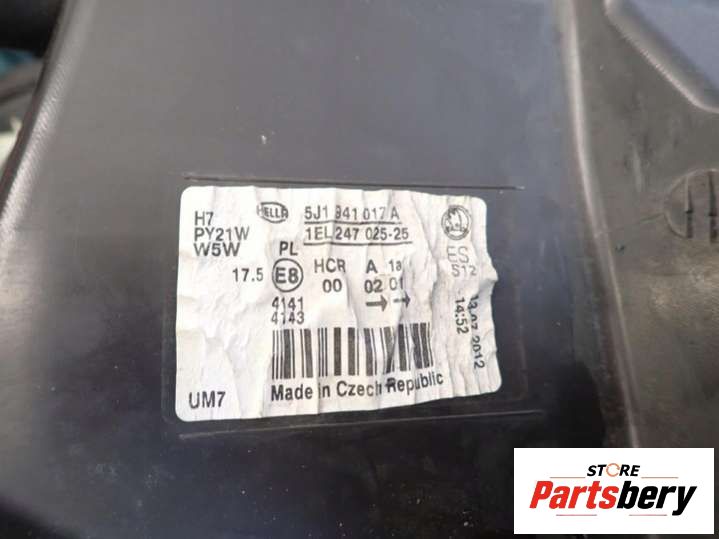 H7
PY21W
W5W
HELLA
5J1 941 017 A
1EL 247 025-25
PL
17.5 E8
HCR A 1a
00 02 01
4141
4143
ES
S12
13.07.2012
14:52
UM7
Made in Czech Republic
STORE
Partsbery